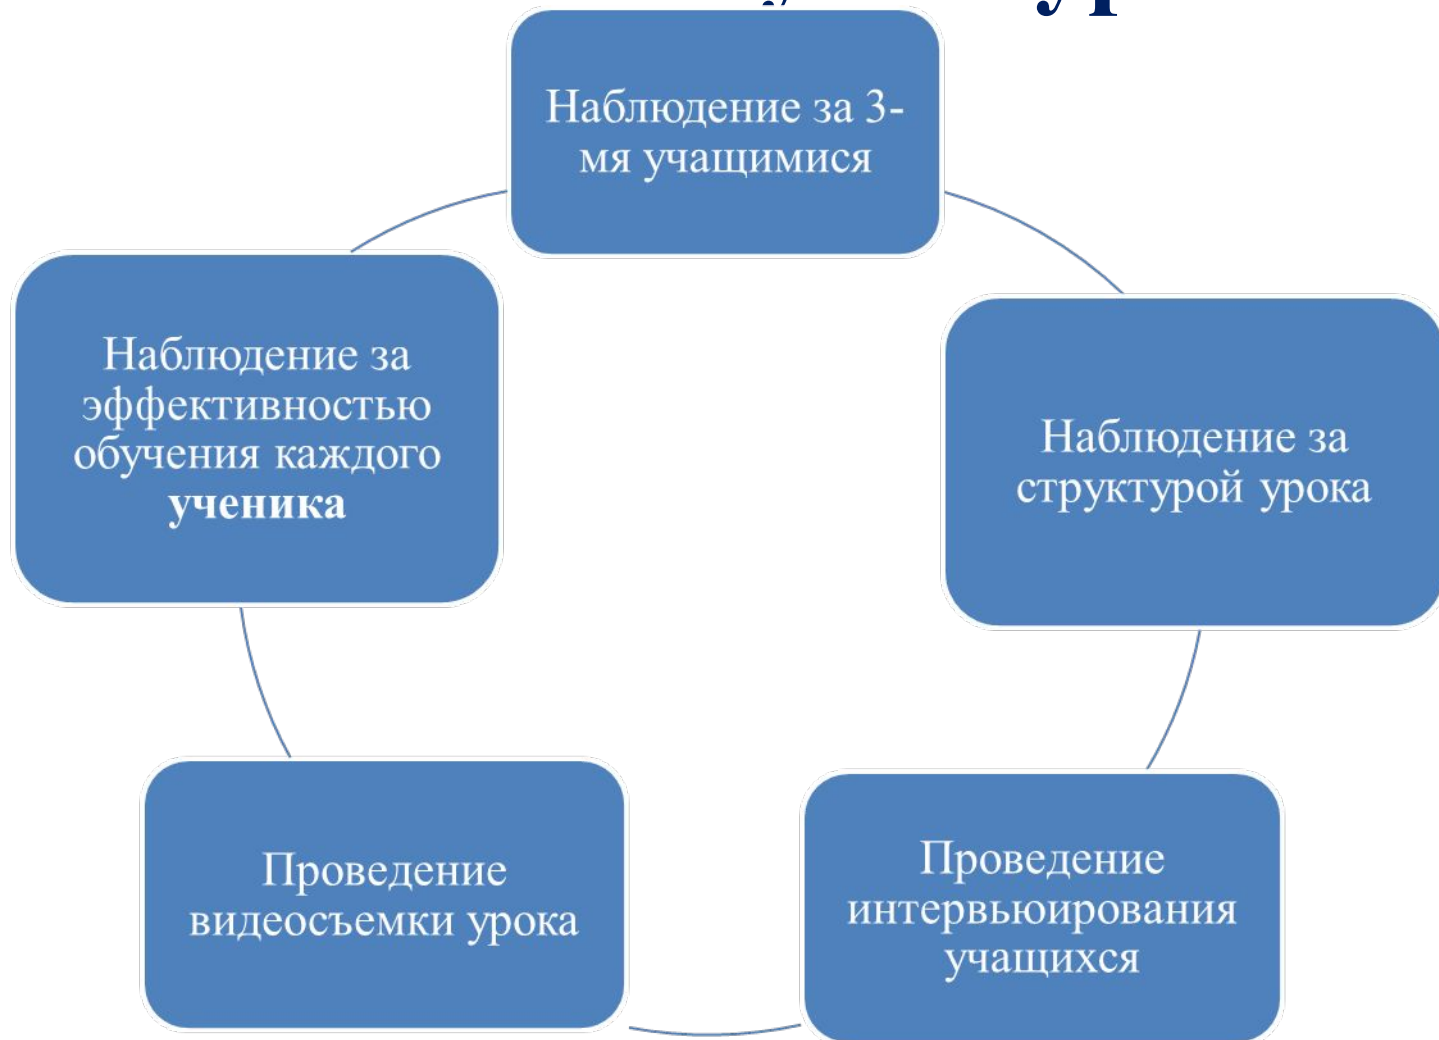 Наблюдение за 3-
мя учащимися
Наблюдение за
структурой урока
Проведение
интервьюирования
учащихся
Проведение
видеосъемки урока
Наблюдение за
эффективностью
обучения каждого
ученика